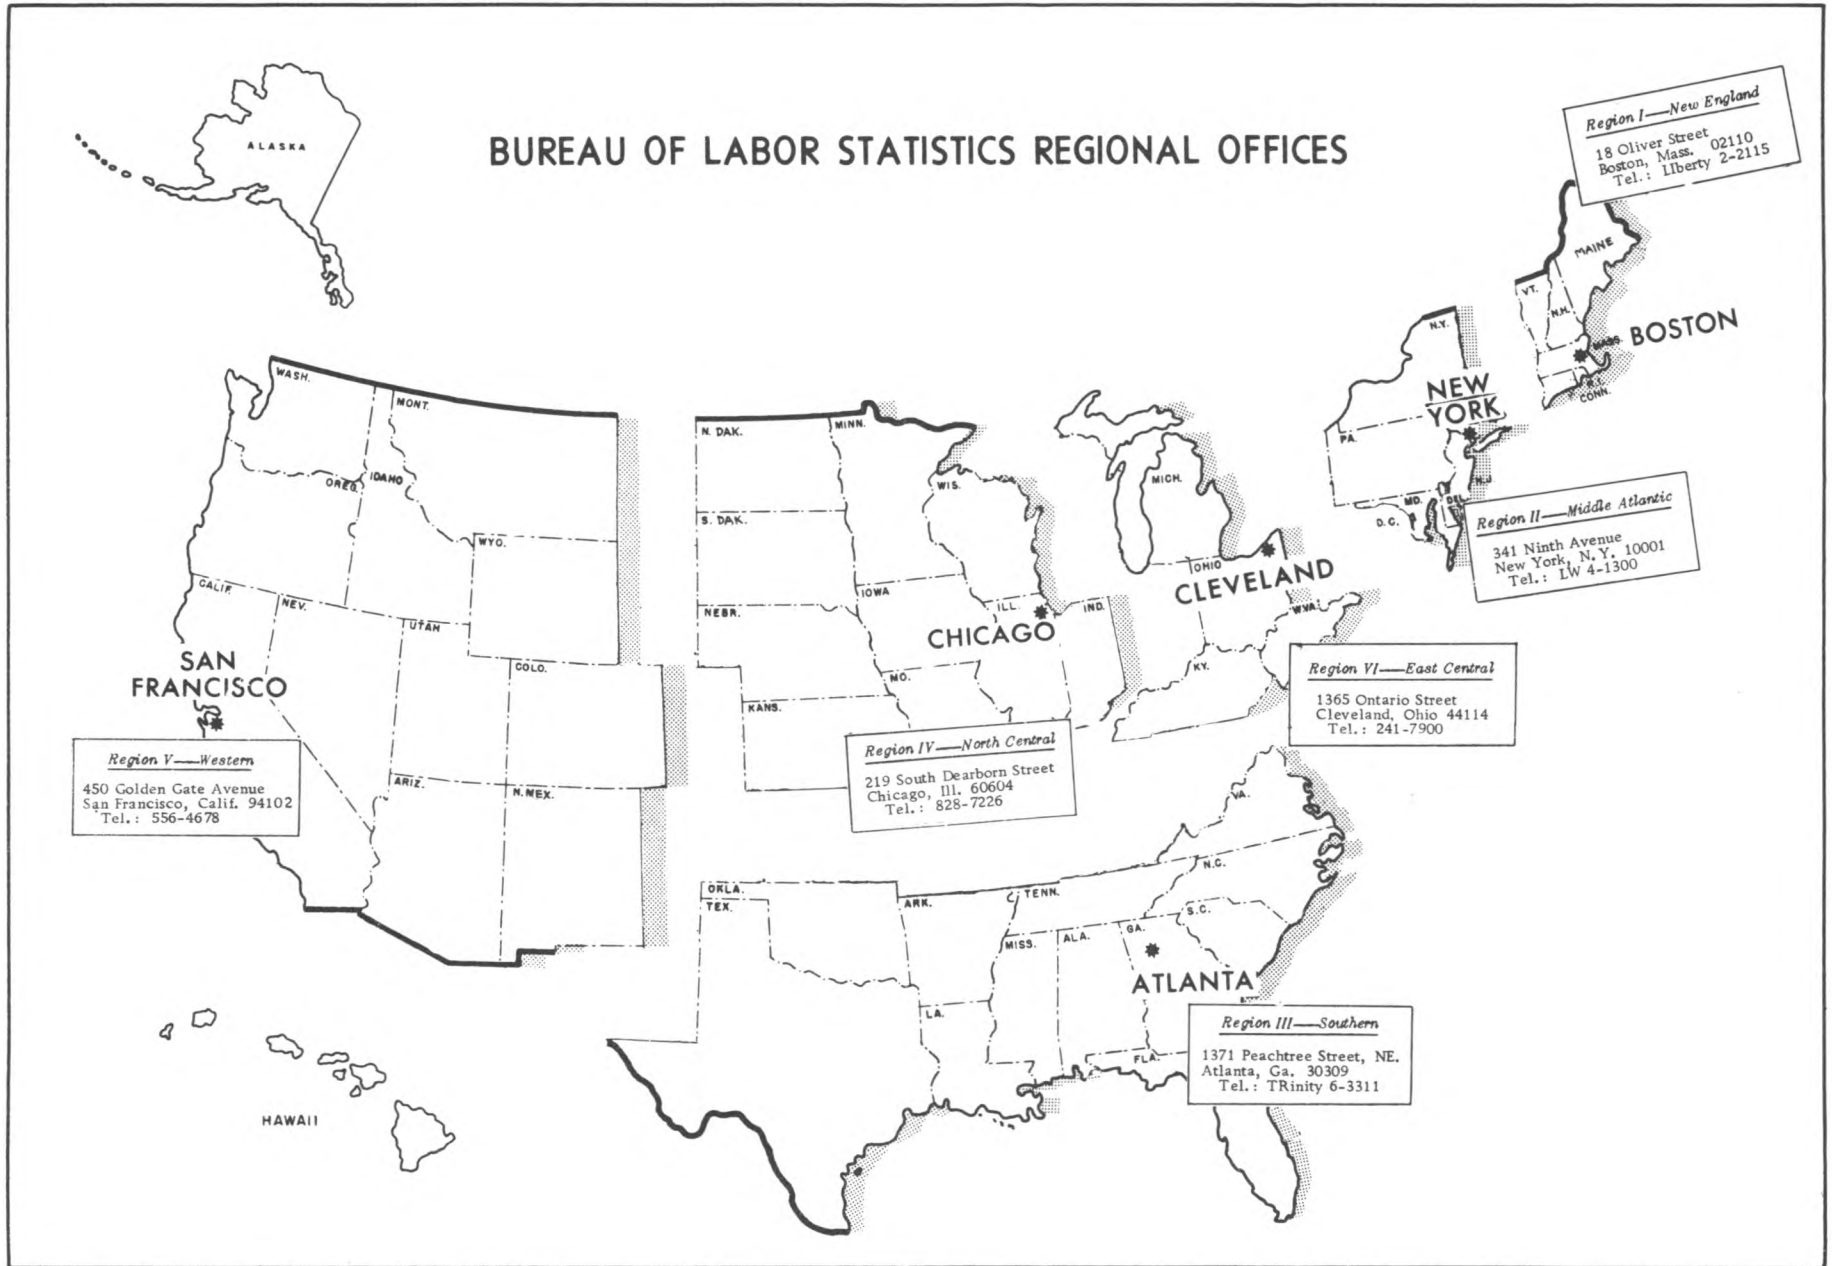 BUREAU OF LABOR STATISTICS REGIONAL OFFICES
ALASKA
Region I—New England
18 Oliver Street
Boston, Mass. 02110
Tel.: LIberty 2-2115
MAINE
VT.
N.H.
MASS.
BOSTON
R.I.
CONN.
N.Y.
NEW
YORK
PA.
N.J.
MD.
DEL.
D.C.
Region II—Middle Atlantic
341 Ninth Avenue
New York, N.Y. 10001
Tel.: LW 4-1300
WASH.
MONT.
OREG.
IDAHO
WYO.
CALIF.
NEV.
UTAH
COLO.
SAN
FRANCISCO
Region V—Western
450 Golden Gate Avenue
San Francisco, Calif. 94102
Tel.: 556-4678
ARIZ.
N.MEX.
N. DAK.
MINN.
S. DAK.
WIS.
NEBR.
IOWA
ILL.
IND.
CHICAGO
MO.
KANS.
Region IV—North Central
219 South Dearborn Street
Chicago, Ill. 60604
Tel.: 828-7226
MICH.
OHIO
CLEVELAND
W.VA.
KY.
Region VI—East Central
1365 Ontario Street
Cleveland, Ohio 44114
Tel.: 241-7900
VA.
N.C.
OKLA.
TEX.
ARK.
TENN.
S.C.
MISS.
ALA.
GA.
ATLANTA
LA.
FLA.
Region III—Southern
1371 Peachtree Street, NE.
Atlanta, Ga. 30309
Tel.: TRinity 6-3311
HAWAII